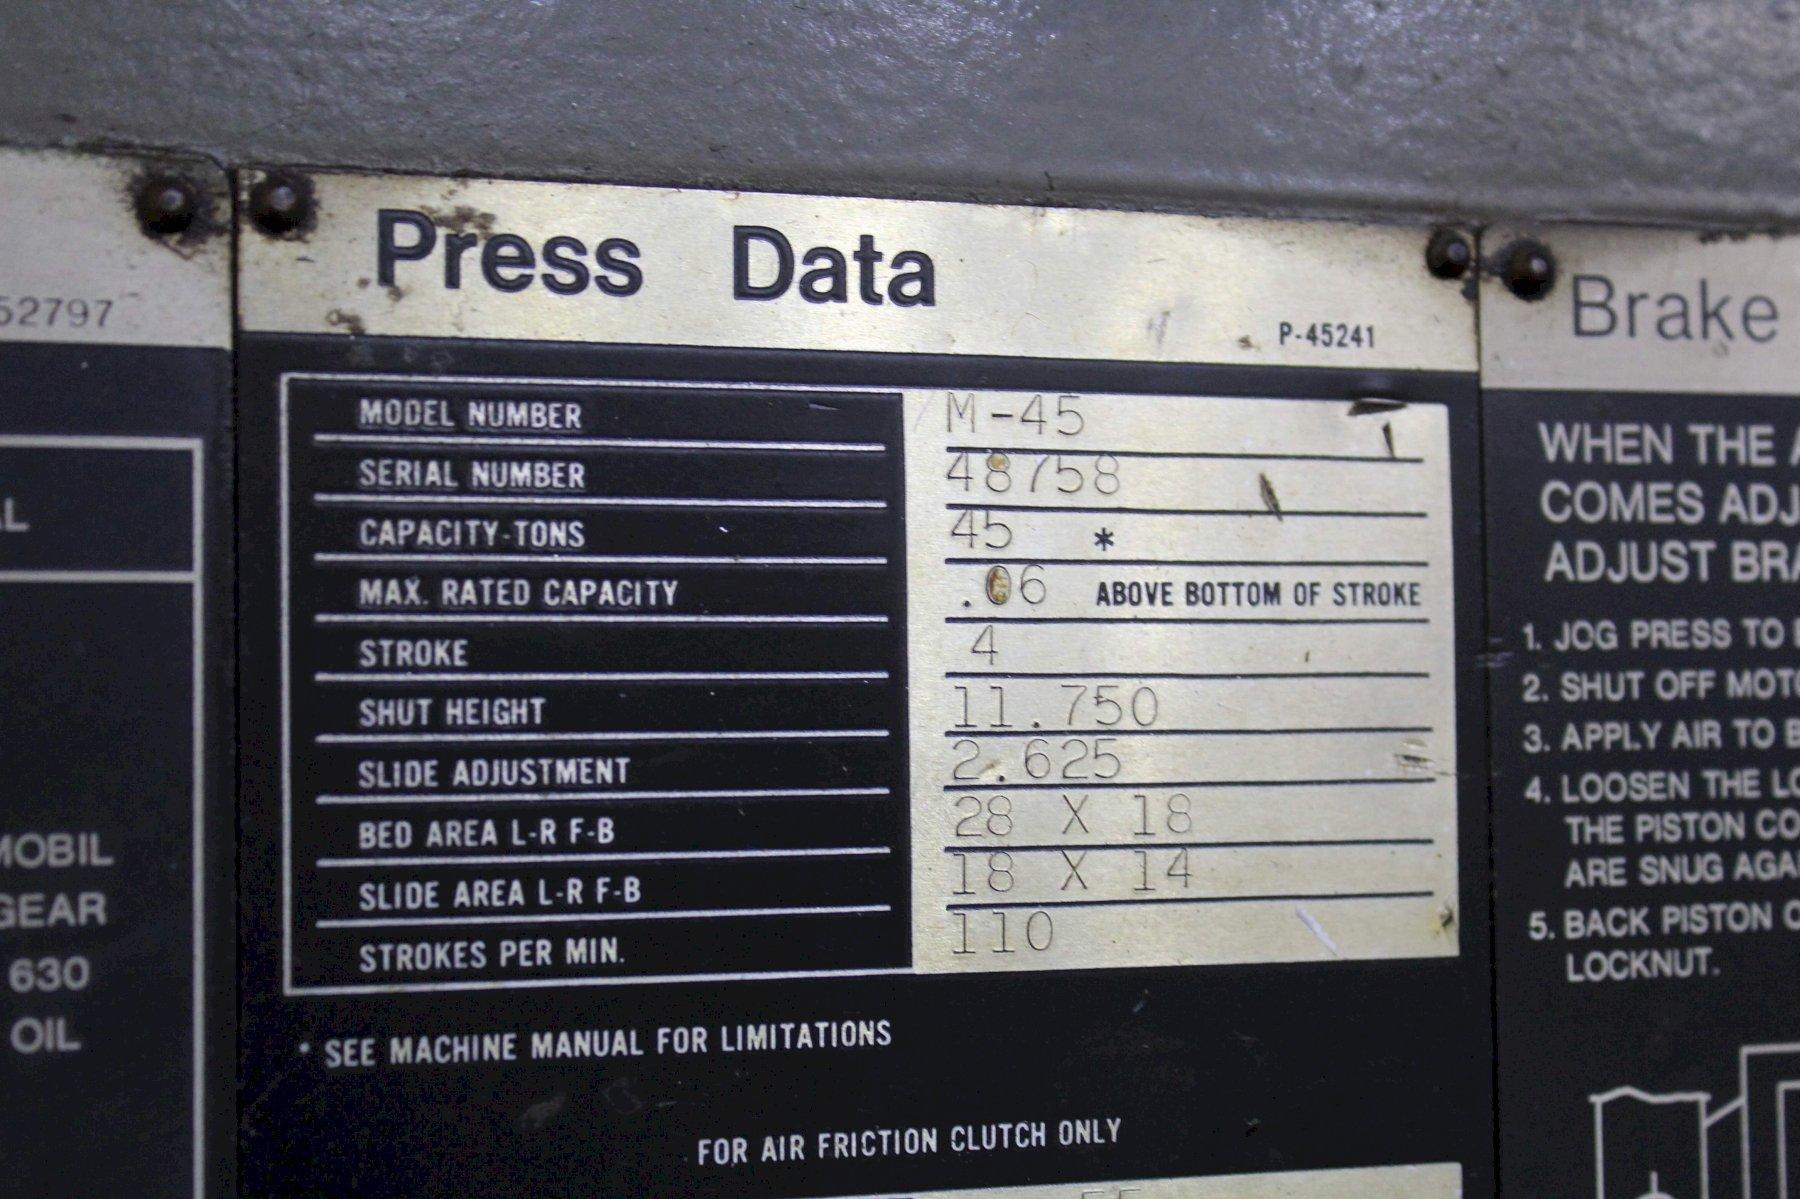 52797
L
MOBIL
GEAR
630
OIL
Press Data
P-45241
MODEL NUMBER M-45
SERIAL NUMBER 48758
CAPACITY-TONS 45 *
MAX. RATED CAPACITY .06 ABOVE BOTTOM OF STROKE
STROKE 4
SHUT HEIGHT 11.750
SLIDE ADJUSTMENT 2.625
BED AREA L-R F-B 28 X 18
SLIDE AREA L-R F-B 18 X 14
STROKES PER MIN. 110
* SEE MACHINE MANUAL FOR LIMITATIONS
FOR AIR FRICTION CLUTCH ONLY
Brake
WHEN THE
COMES ADJ
ADJUST BRA
1. JOG PRESS TO
2. SHUT OFF MOTO
3. APPLY AIR TO
4. LOOSEN THE LO
THE PISTON CO
ARE SNUG AGA
5. BACK PISTON
LOCKNUT.